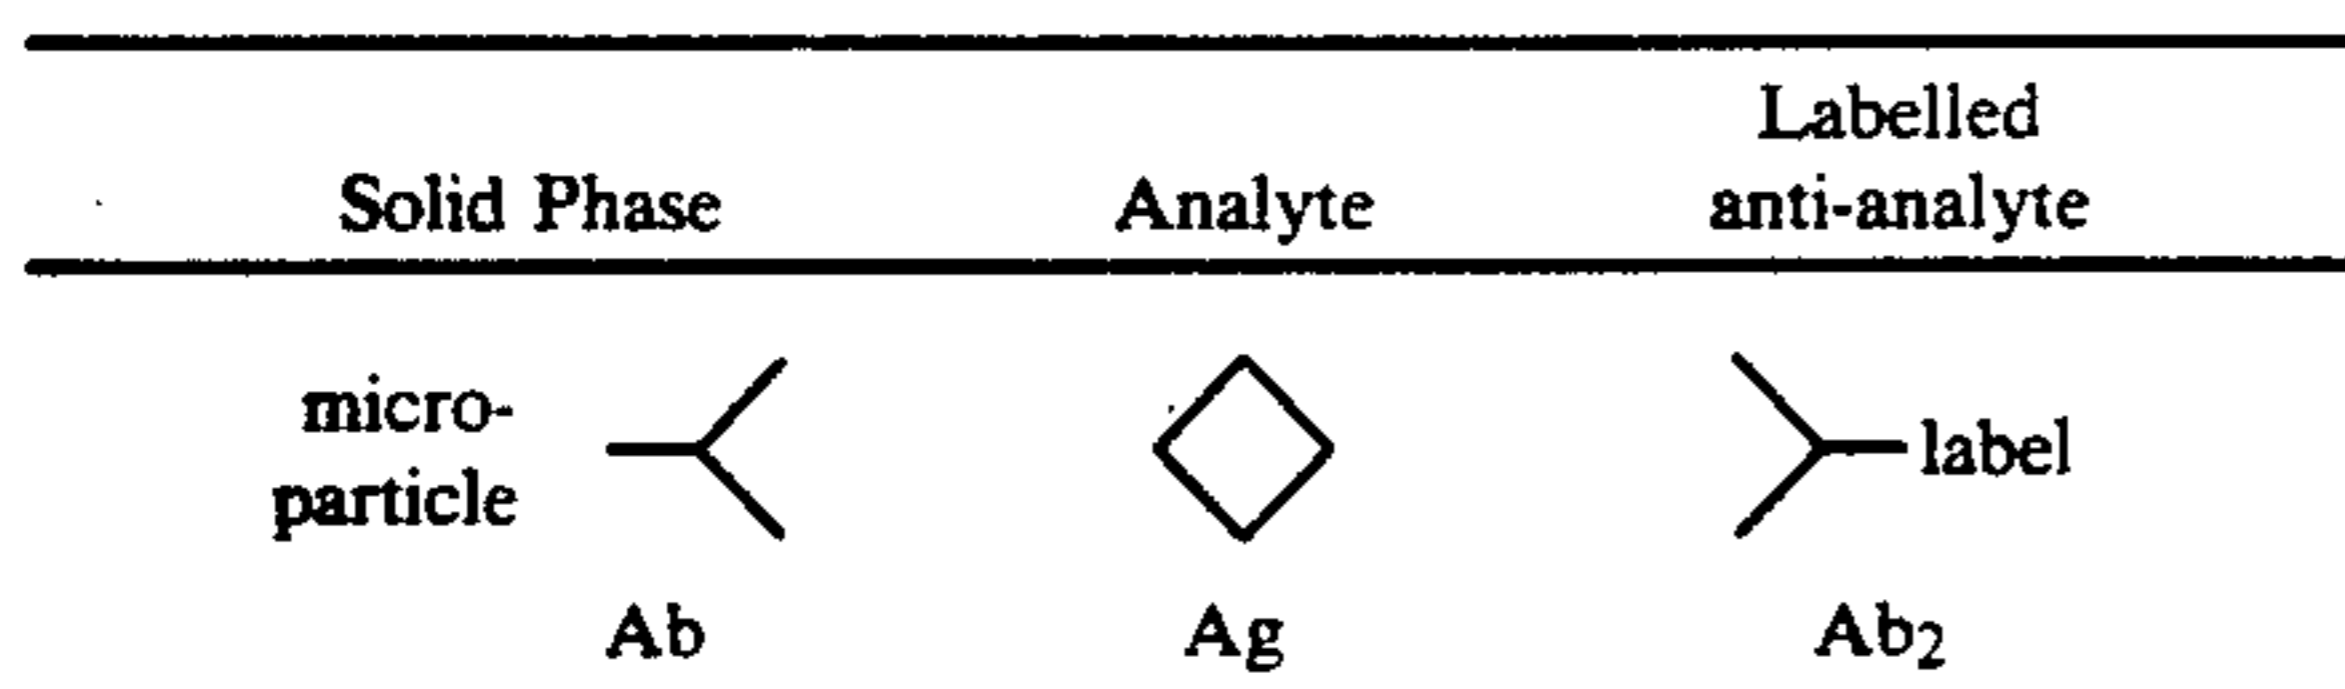 Labelled
Solid Phase Analyte anti-analyte
micro-
particle label
Ab Ag Ab₂